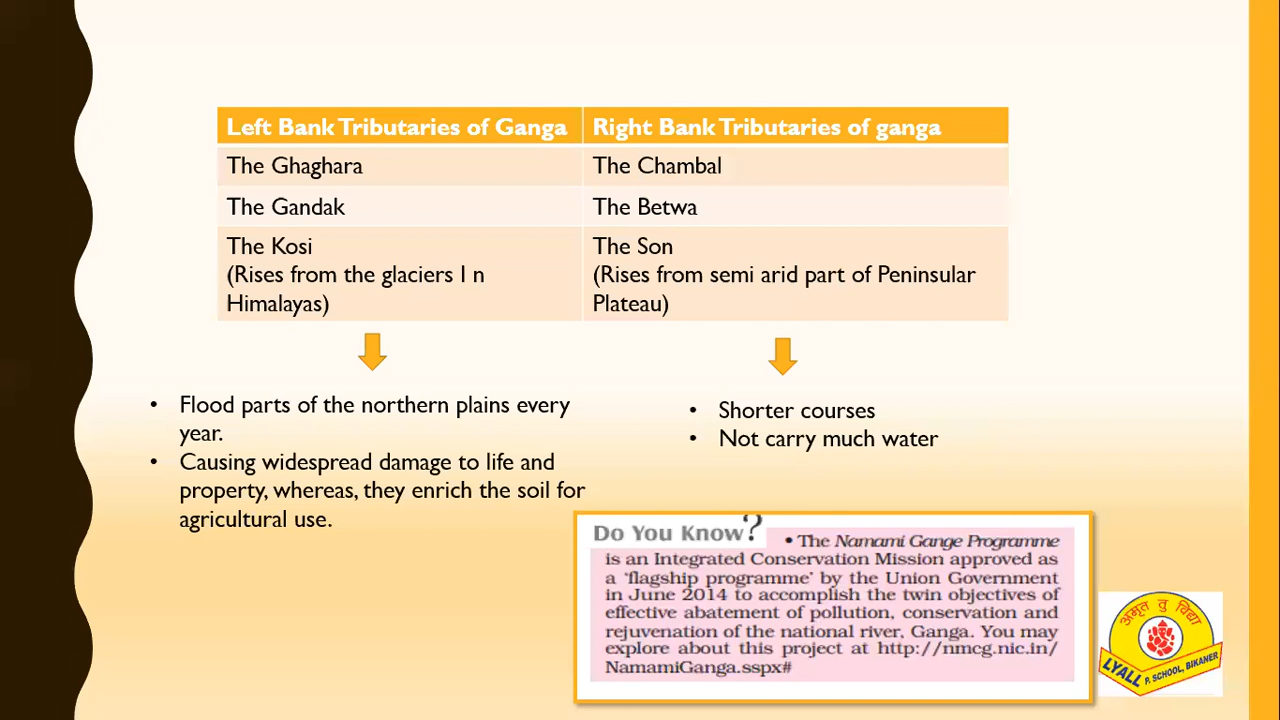 Left Bank Tributaries of Ganga
Right Bank Tributaries of ganga
The Ghaghara
The Chambal
The Gandak
The Betwa
The Kosi
(Rises from the glaciers I n
Himalayas)
The Son
(Rises from semi arid part of Peninsular
Plateau)
• Flood parts of the northern plains every
year.
• Causing widespread damage to life and
property, whereas, they enrich the soil for
agricultural use.
• Shorter courses
• Not carry much water
Do You Know?
• The Namami Gange Programme
is an Integrated Conservation Mission approved as
a 'flagship programme' by the Union Government
in June 2014 to accomplish the twin objectives of
effective abatement of pollution, conservation and
rejuvenation of the national river, Ganga. You may
explore about this project at http://nmcg.nic.in/
NamamiGanga.sspx#
अमृतं तु विद्या
LYALL P. SCHOOL, BIKANER